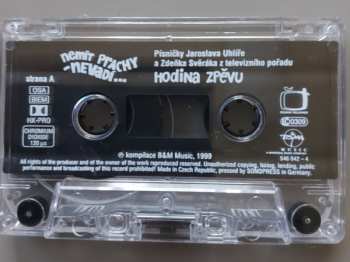 nemít prachy
-nevadí...
Písničky Jaroslava Uhlíře
a Zdeňka Svěráka z televizního pořadu
Hodina zpěvu
strana A
OSA
BIEM
HX-PRO
CHROMIUM
DIOXIDE
120 µs
0309
MUSIC
546 942 - 4
℗ kompilace B&M Music, 1999
All rights of the producer and of the owner of the work reproduced reserved. Unauthorized copying, hiring, lending, public
performance and broadcasting of this record prohibited! Made in Czech Republic, pressed by SONOPRESS in Germany.